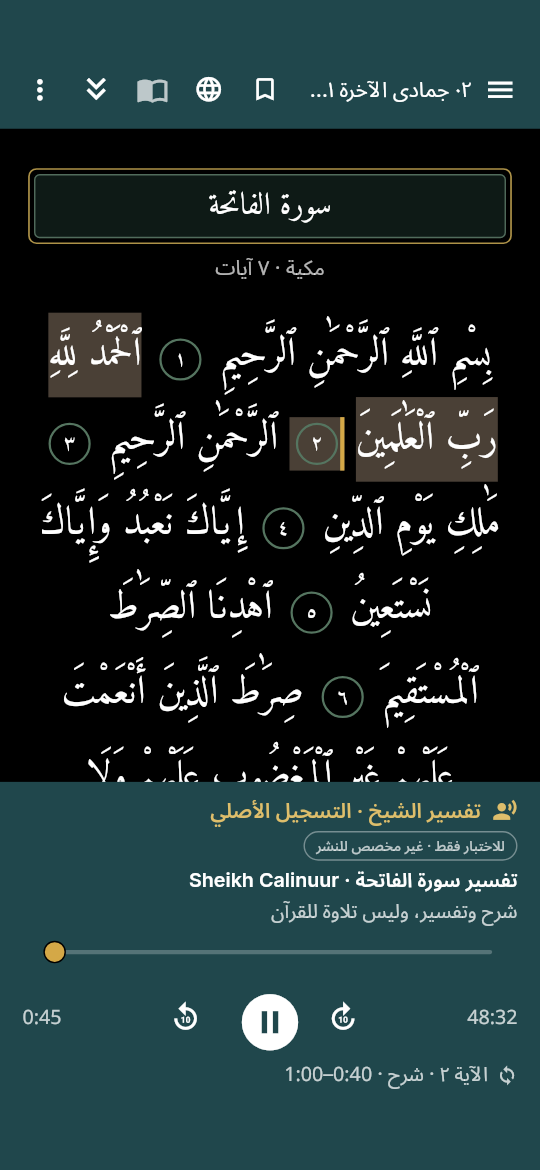 ٠٢ جمادى الآخرة ١...
سورة الفاتحة
مكية · ٧ آيات
بِسْمِ ٱللَّهِ ٱلرَّحْمَٰنِ ٱلرَّحِيمِ ١ ٱلْحَمْدُ لِلَّهِ
رَبِّ ٱلْعَٰلَمِينَ ٢ ٱلرَّحْمَٰنِ ٱلرَّحِيمِ ٣
مَٰلِكِ يَوْمِ ٱلدِّينِ ٤ إِيَّاكَ نَعْبُدُ وَإِيَّاكَ
نَسْتَعِينُ ٥ ٱهْدِنَا ٱلصِّرَٰطَ
ٱلْمُسْتَقِيمَ ٦ صِرَٰطَ ٱلَّذِينَ أَنْعَمْتَ
عَلَيْهِمْ غَيْرِ ٱلْمَغْضُوبِ عَلَيْهِمْ وَلَا
تفسير الشيخ · التسجيل الأصلي
للاختبار فقط · غير مخصص للنشر
تفسير سورة الفاتحة · Sheikh Calinuur
شرح وتفسير، وليس تلاوة للقرآن
0:45 10 10 48:32
الآية ٢ · شرح · 0:40–1:00